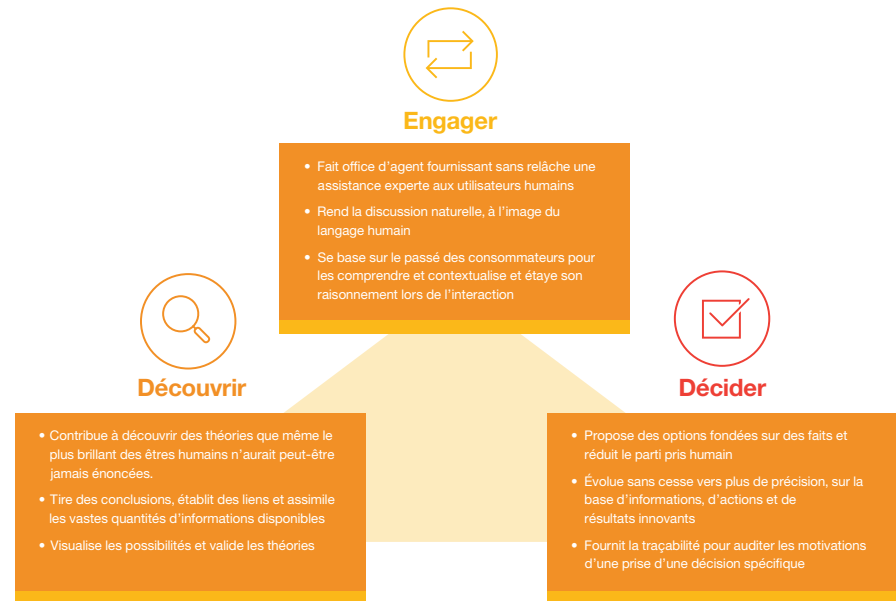 Engager
• Fait office d'agent fournissant sans relâche une
assistance experte aux utilisateurs humains
• Rend la discussion naturelle, à l'image du
langage humain
• Se base sur le passé des consommateurs pour
les comprendre et contextualise et étaye son
raisonnement lors de l'interaction
Découvrir
• Contribue à découvrir des théories que même le
plus brillant des êtres humains n'aurait peut-être
jamais énoncées.
• Tire des conclusions, établit des liens et assimile
les vastes quantités d'informations disponibles
• Visualise les possibilités et valide les théories
Décider
• Propose des options fondées sur des faits et
réduit le parti pris humain
• Évolue sans cesse vers plus de précision, sur la
base d'informations, d'actions et de
résultats innovants
• Fournit la traçabilité pour auditer les motivations
d'une prise d'une décision spécifique